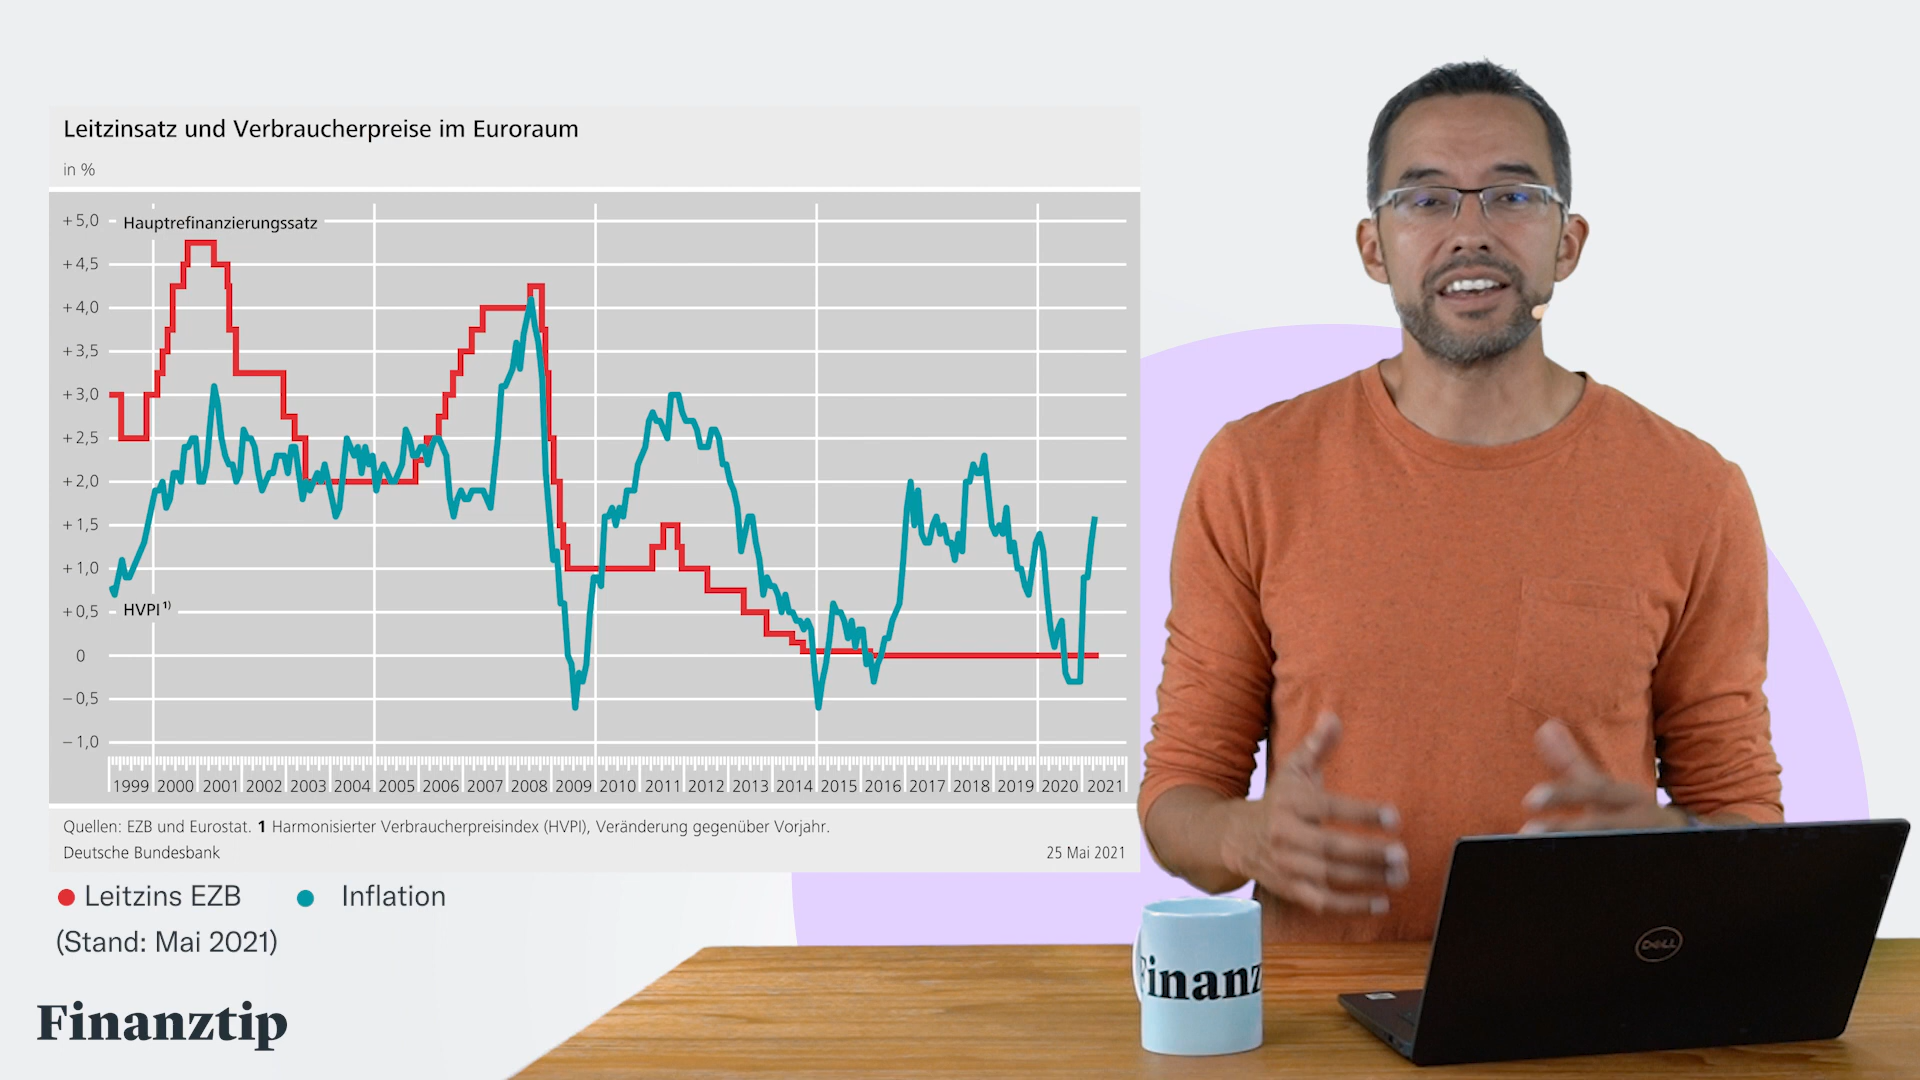 Leitzinsatz und Verbraucherpreise im Euroraum
in %
+ 5,0
Hauptrefinanzierungssatz
+ 4,5
+ 4,0
+ 3,5
+ 3,0
+ 2,5
+ 2,0
+ 1,5
+ 1,0
+ 0,5
HVPI ¹⁾
0
– 0,5
– 1,0
1999 2000 2001 2002 2003 2004 2005 2006 2007 2008 2009 2010 2011 2012 2013 2014 2015 2016 2017 2018 2019 2020 2021
Quellen: EZB und Eurostat. 1 Harmonisierter Verbraucherpreisindex (HVPI), Veränderung gegenüber Vorjahr.
Deutsche Bundesbank
25 Mai 2021
Leitzins EZB
Inflation
(Stand: Mai 2021)
Finanztip
Finanz
DELL